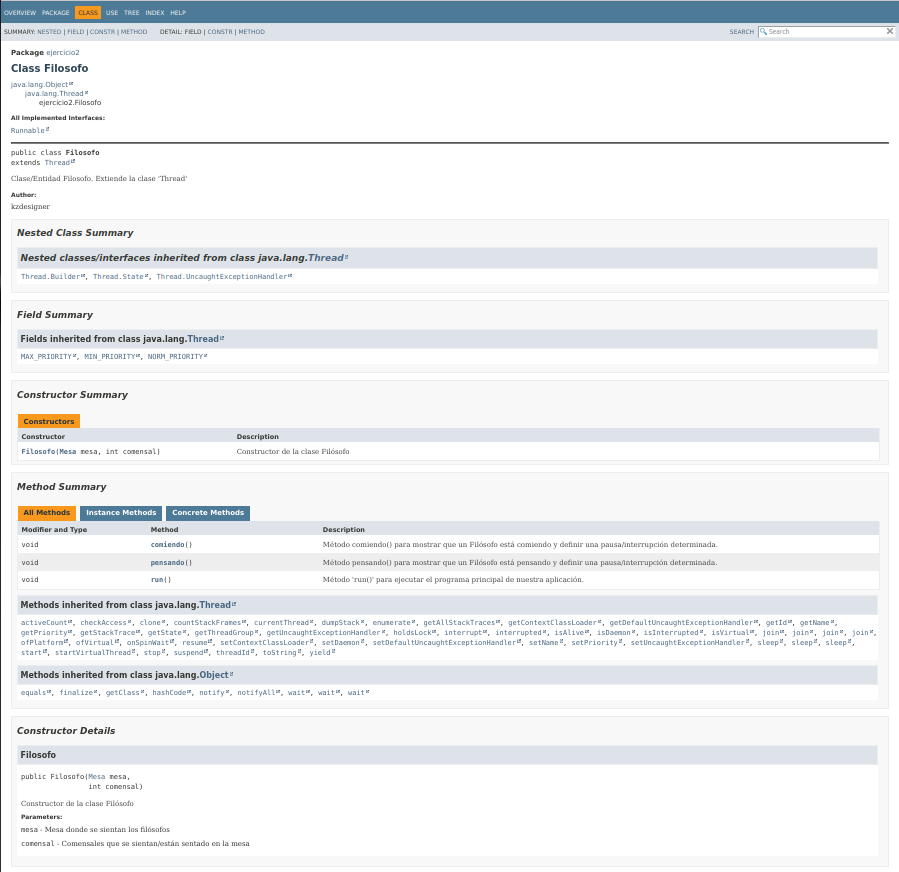 OVERVIEW PACKAGE CLASS USE TREE INDEX HELP
SUMMARY: NESTED | FIELD | CONSTR | METHOD DETAIL: FIELD | CONSTR | METHOD SEARCH Search
Package ejercicio2
Class Filosofo
java.lang.Object
java.lang.Thread
ejercicio2.Filosofo
All Implemented Interfaces:
Runnable
public class Filosofo
extends Thread
Clase/Entidad Filosofo. Extiende la clase 'Thread'
Author:
kzdesigner
Nested Class Summary
Nested classes/interfaces inherited from class java.lang.Thread
Thread.Builder, Thread.State, Thread.UncaughtExceptionHandler
Field Summary
Fields inherited from class java.lang.Thread
MAX_PRIORITY, MIN_PRIORITY, NORM_PRIORITY
Constructor Summary
Constructors
Constructor Description
Filosofo(Mesa mesa, int comensal) Constructor de la clase Filósofo
Method Summary
All Methods Instance Methods Concrete Methods
Modifier and Type Method Description
void comiendo() Método comiendo() para mostrar que un Filósofo está comiendo y definir una pausa/interrupción determinada.
void pensando() Método pensando() para mostrar que un Filósofo está pensando y definir una pausa/interrupción determinada.
void run() Método 'run()' para ejecutar el programa principal de nuestra aplicación.
Methods inherited from class java.lang.Thread
activeCount, checkAccess, clone, countStackFrames, currentThread, dumpStack, enumerate, getAllStackTraces, getContextClassLoader, getDefaultUncaughtExceptionHandler, getId, getName,
getPriority, getStackTrace, getState, getThreadGroup, getUncaughtExceptionHandler, holdsLock, interrupt, interrupted, isAlive, isDaemon, isInterrupted, isVirtual, join, join, join, join,
ofPlatform, ofVirtual, onSpinWait, resume, setContextClassLoader, setDaemon, setDefaultUncaughtExceptionHandler, setName, setPriority, setUncaughtExceptionHandler, sleep, sleep, sleep,
start, startVirtualThread, stop, suspend, threadId, toString, yield
Methods inherited from class java.lang.Object
equals, finalize, getClass, hashCode, notify, notifyAll, wait, wait, wait
Constructor Details
Filosofo
public Filosofo(Mesa mesa,
int comensal)
Constructor de la clase Filósofo
Parameters:
mesa - Mesa donde se sientan los filósofos
comensal - Comensales que se sientan/están sentado en la mesa